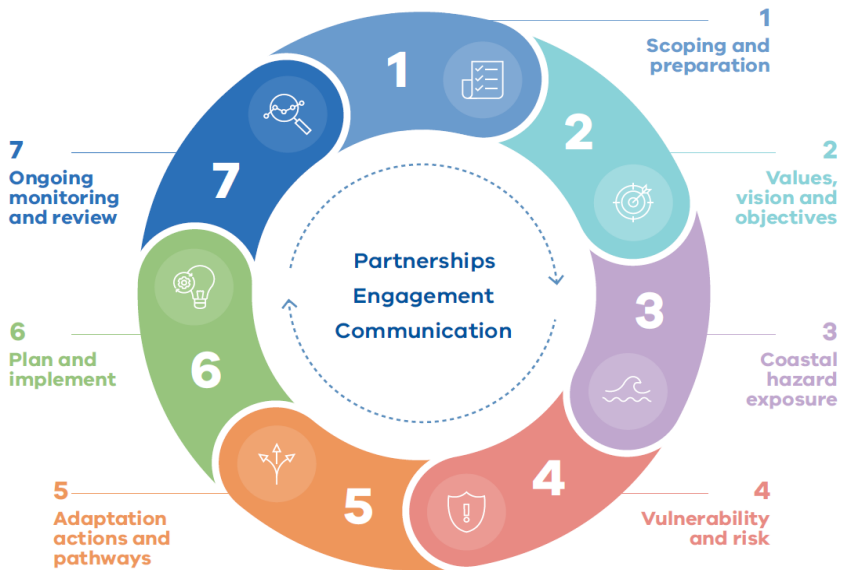 1
Scoping and
preparation
2
Values,
vision and
objectives
3
Coastal
hazard
exposure
4
Vulnerability
and risk
5
Adaptation
actions and
pathways
6
Plan and
implement
7
Ongoing
monitoring
and review
1
2
3
4
5
6
7
Partnerships
Engagement
Communication